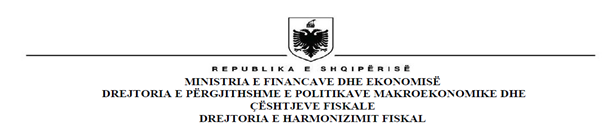 REPUBLIKA E SHQIPËRISË
MINISTRIA E FINANCAVE DHE EKONOMISË
DREJTORIA E PËRGJITHSHME E POLITIKAVE MAKROEKONOMIKE DHE
ÇËSHTJEVE FISKALE
DREJTORIA E HARMONIZIMIT FISKAL